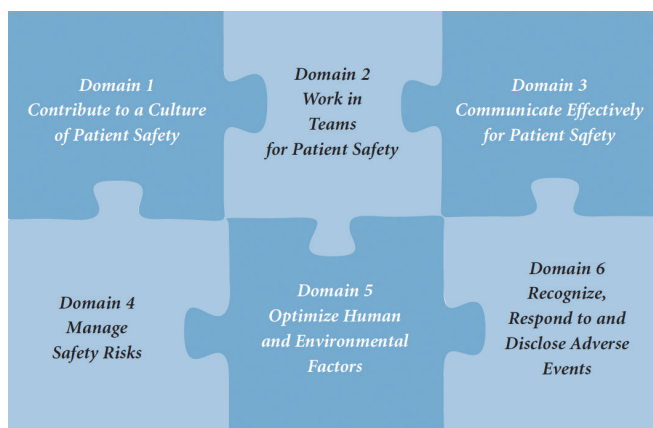 Domain 1
Contribute to a Culture
of Patient Safety
Domain 2
Work in
Teams
for Patient Safety
Domain 3
Communicate Effectively
for Patient Sqfety
Domain 4
Manage
Safety Risks
Domain 5
Optimize Human
and Environmental
Factors
Domain 6
Recognize,
Respond to and
Disclose Adverse
Events